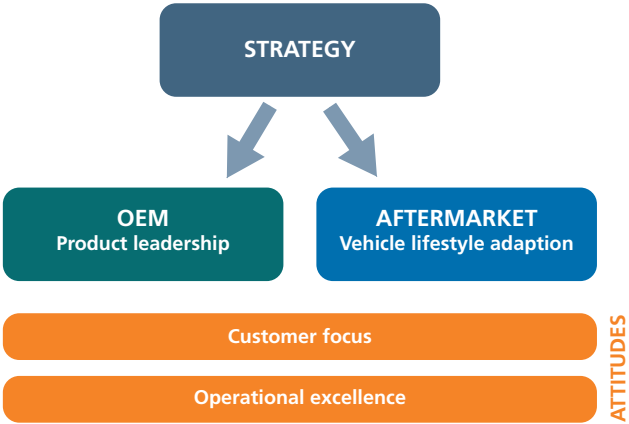 STRATEGY
OEM
Product leadership
AFTERMARKET
Vehicle lifestyle adaption
Customer focus
Operational excellence
ATTITUDES